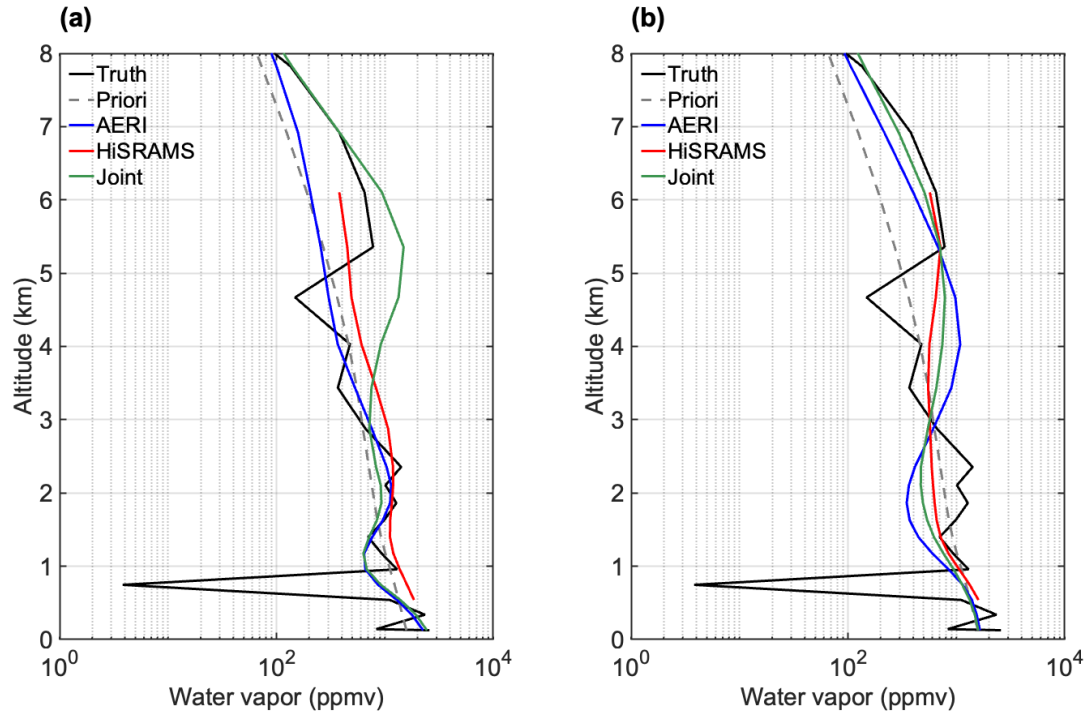 (a)
8
7
6
5
4
3
2
1
0
Altitude (km)
Truth
Priori
AERI
HiSRAMS
Joint
10^0
10^2
10^4
Water vapor (ppmv)
(b)
8
7
6
5
4
3
2
1
0
Altitude (km)
Truth
Priori
AERI
HiSRAMS
Joint
10^0
10^2
10^4
Water vapor (ppmv)